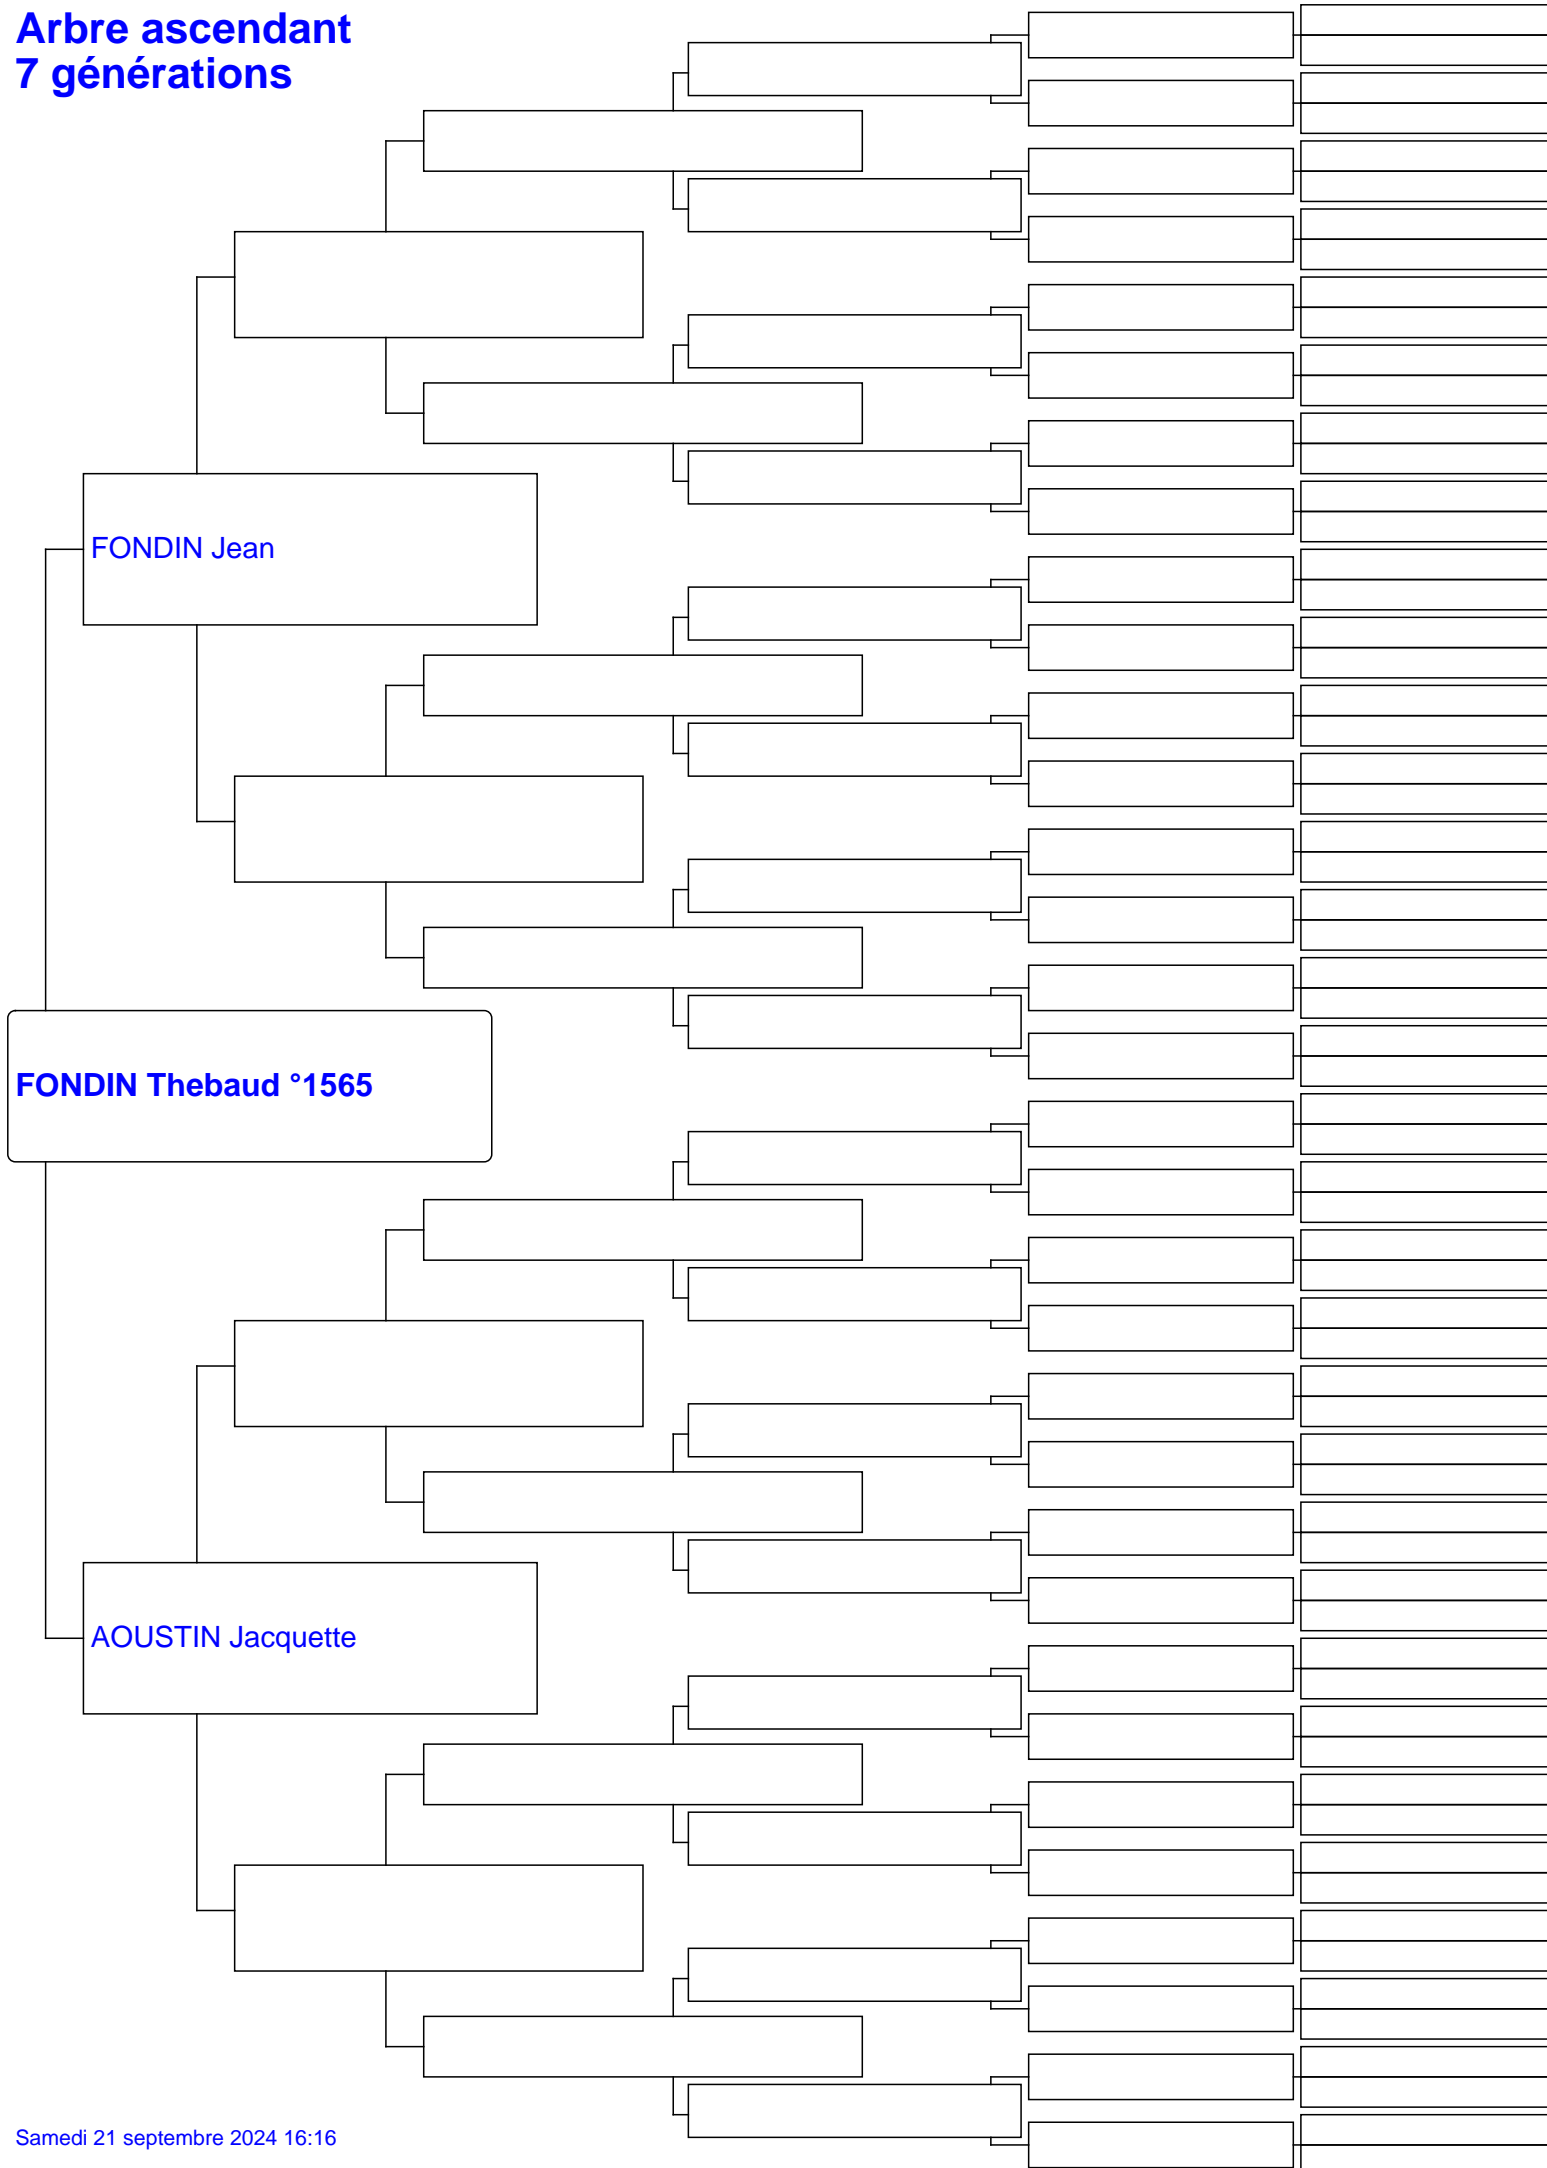 Arbre ascendant
7 générations
FONDIN Jean
FONDIN Thebaud °1565
AOUSTIN Jacquette
Samedi 21 septembre 2024 16:16